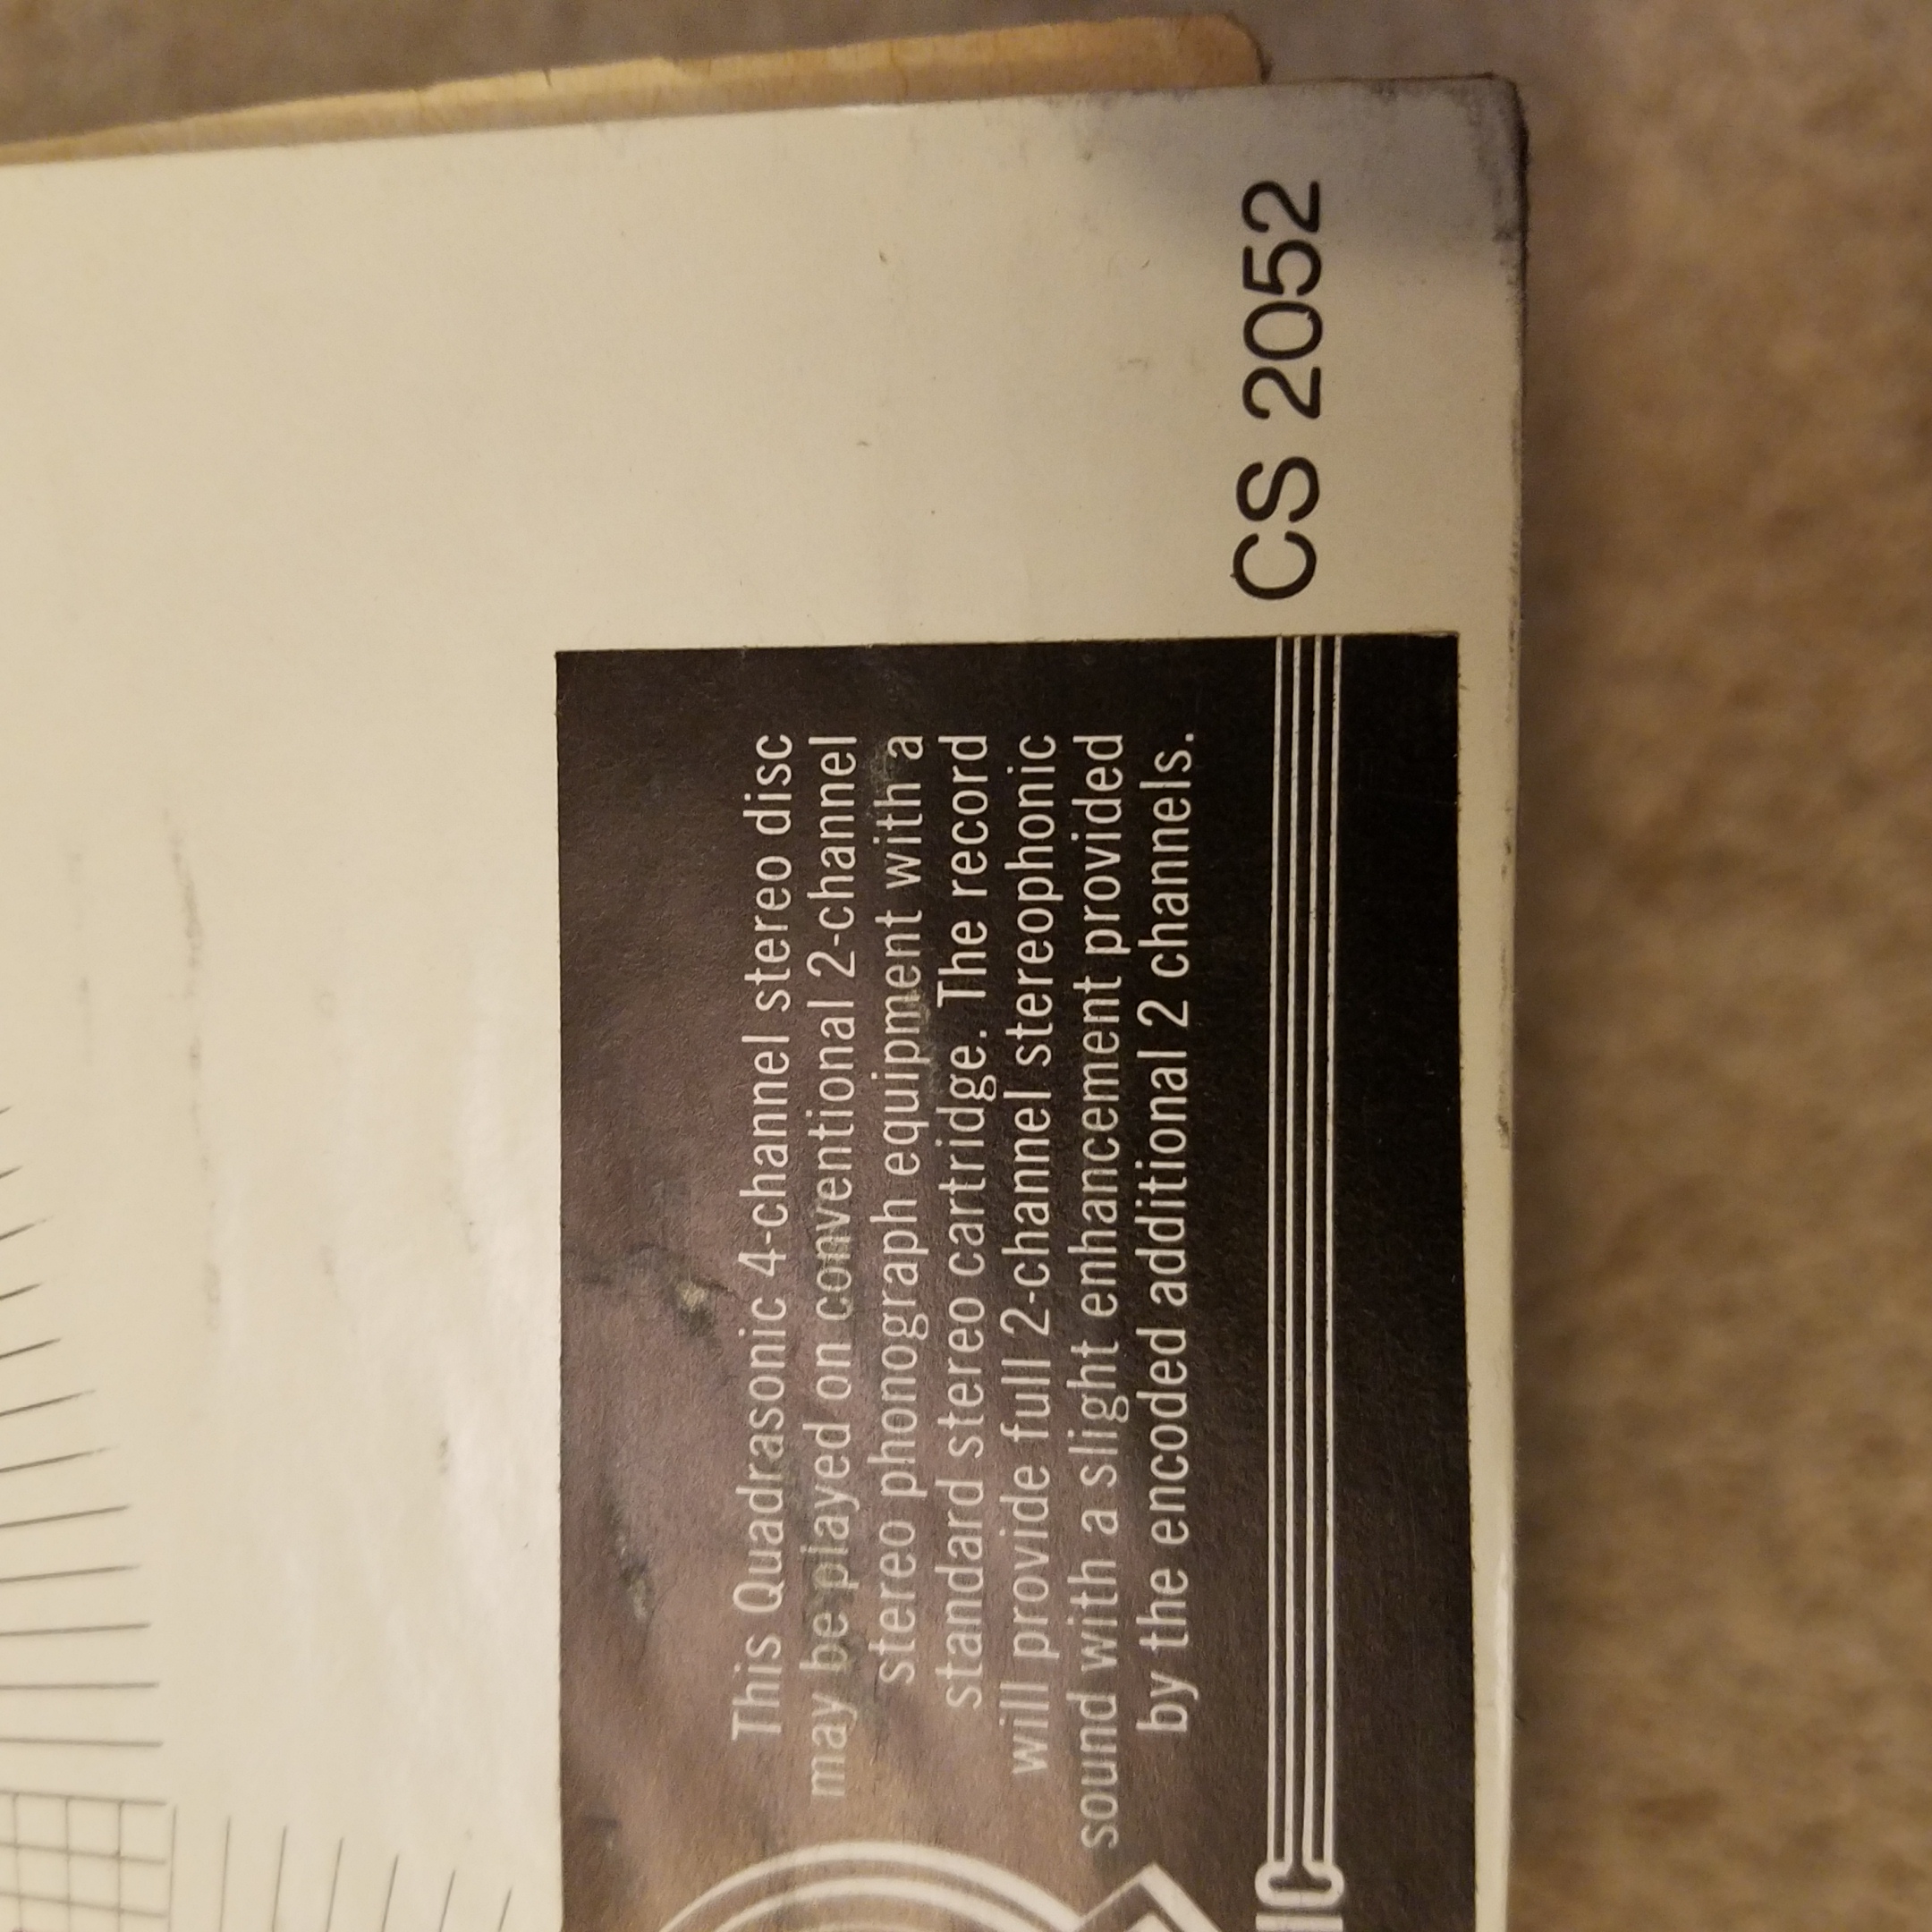 This Quadrasonic 4-channel stereo disc
may be played on conventional 2-channel
stereo phonograph equipment with a
standard stereo cartridge. The record
will provide full 2-channel stereophonic
sound with a slight enhancement provided
by the encoded additional 2 channels.
IC
CS 2052